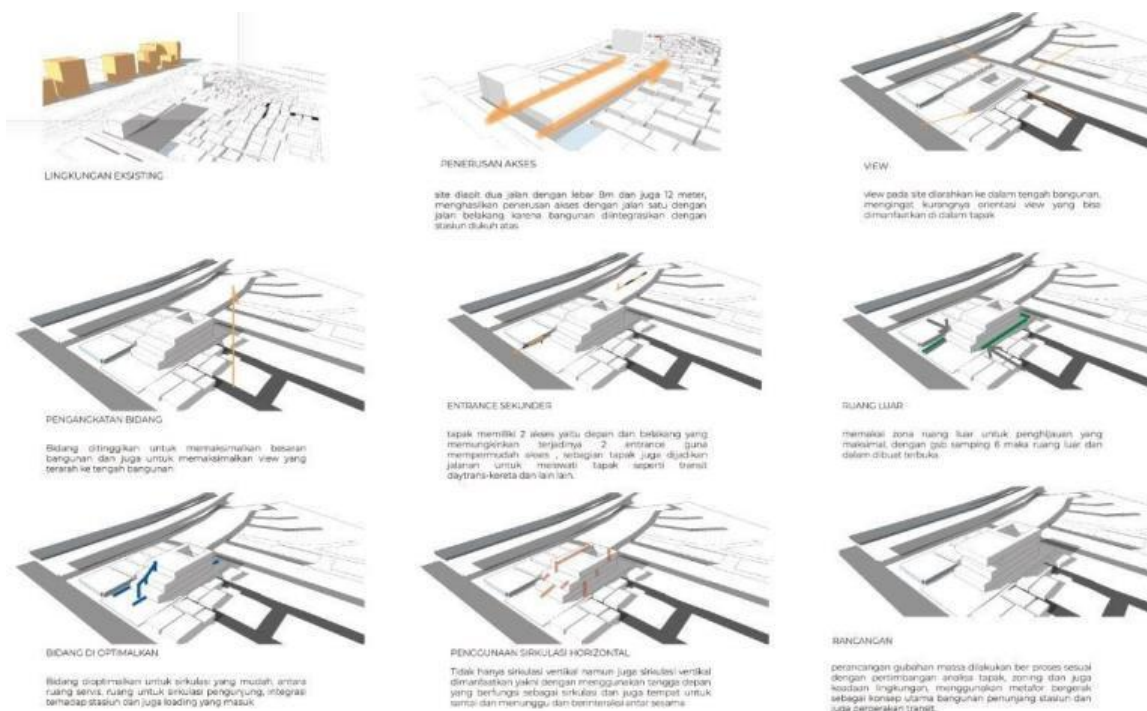 LINGKUNGAN EXSISTING
PENERUSAN AKSES
site diapit dua jalan dengan lebar 8m dan juga 12 meter,
menghasilkan penerusan akses dengan jalan satu dengan
jalan belakang karena bangunan diintegrasikan dengan
stasiun dukuh atas
VIEW
view pada site diarahkan ke dalam tengah bangunan,
mengingat kurangnya orientasi view yang bisa
dimanfaatkan di dalam tapak
PENGANGKATAN BIDANG
Bidang ditinggikan untuk memaksimalkan besaran
bangunan dan juga untuk memaksimalkan view yang
terarah ke tengah bangunan
ENTRANCE SEKUNDER
tapak memiliki 2 akses yaitu depan dan belakang yang
memungkinkan terjadinya 2 entrance guna
mempermudah akses , sebagian tapak juga dijadikan
jalanan untuk melewati tapak seperti transit
daytrans-kereta dan lain lain.
RUANG LUAR
memakai zona ruang luar untuk penghijauan yang
maksimal, dengan gsb samping 6 maka ruang luar dan
dalam dibuat terbuka
BIDANG DI OPTIMALKAN
Bidang dioptimalkan untuk sirkulasi yang mudah, antara
ruang servis, ruang untuk sirkulasi pengunjung, integrasi
terhadap stasiun dan juga loading yang masuk
PENGGUNAAN SIRKULASI HORIZONTAL
Tidak hanya sirkulasi vertikal namun juga sirkulasi vertikal
dimanfaatkan yakni dengan menggunakan tangga depan
yang berfungsi sebagai sirkulasi dan juga tempat untuk
santai dan menunggu dan berinteraksi antar sesama
RANCANGAN
perancangan gubahan massa dilakukan ber proses sesuai
dengan pertimbangan analisa tapak, zoning dan juga
keadaan lingkungan, menggunakan metafor bergerak
sebagai konsep utama bangunan penunjang stasiun dan
juga pergerakan transit.